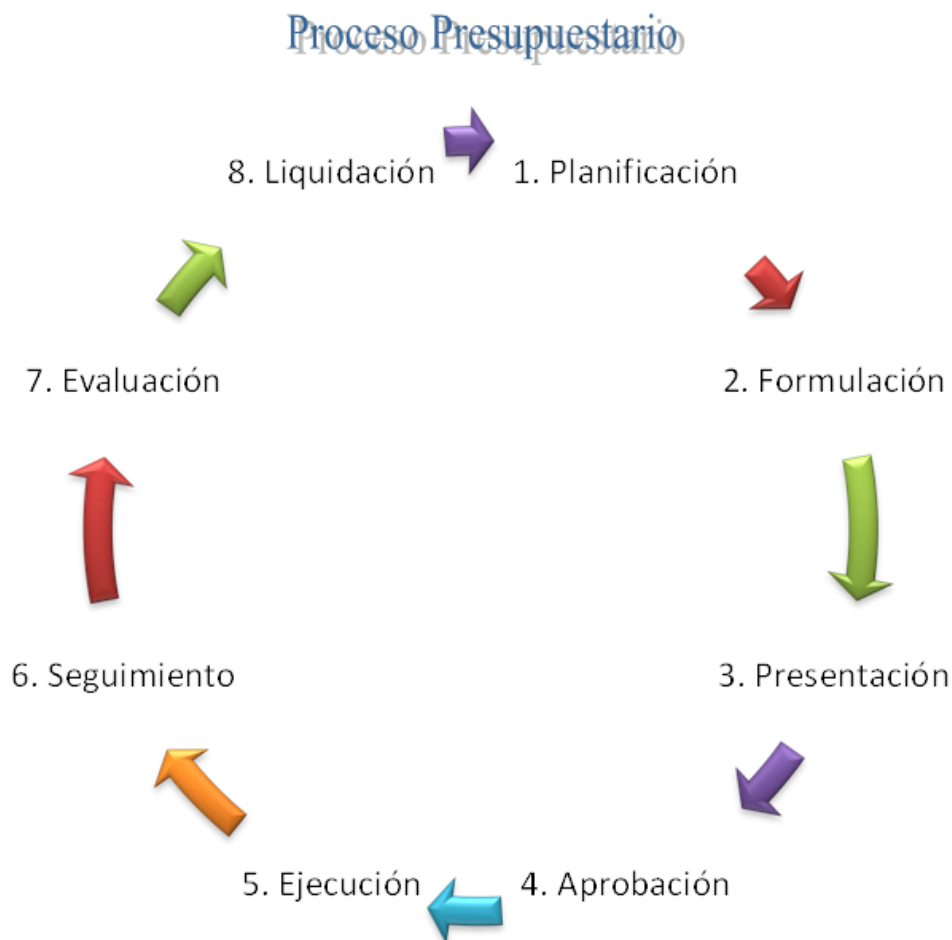 Proceso Presupuestario
1. Planificación
2. Formulación
3. Presentación
4. Aprobación
5. Ejecución
6. Seguimiento
7. Evaluación
8. Liquidación